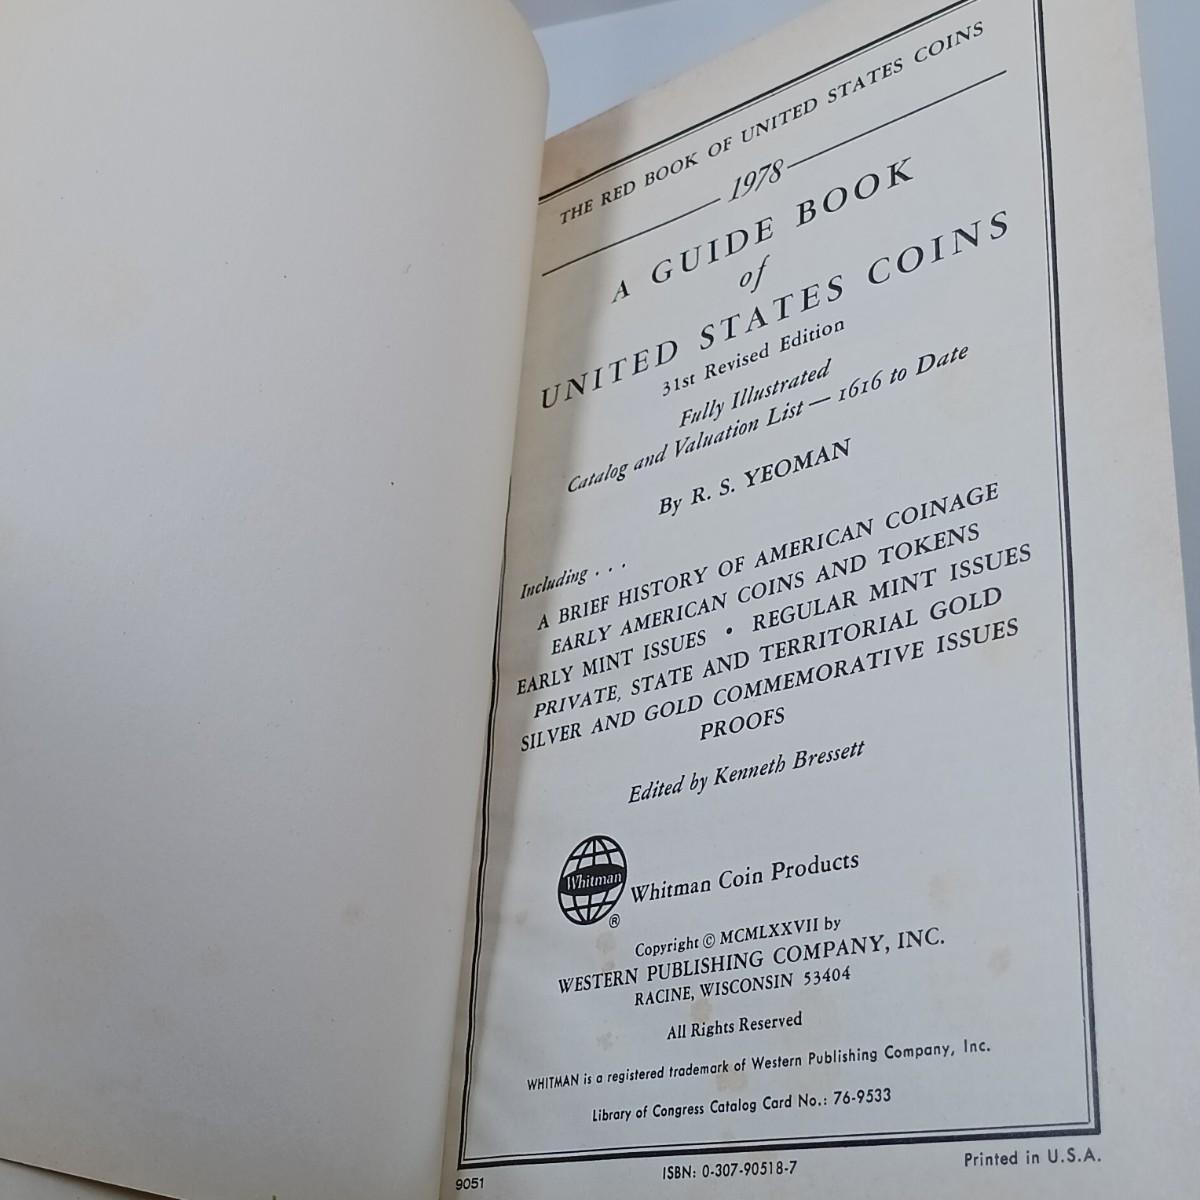 THE RED BOOK OF UNITED STATES COINS
1978
A GUIDE BOOK
of
UNITED STATES COINS
31st Revised Edition
Fully Illustrated
Catalog and Valuation List — 1616 to Date
By R. S. YEOMAN
Including . . .
A BRIEF HISTORY OF AMERICAN COINAGE
EARLY AMERICAN COINS AND TOKENS
EARLY MINT ISSUES • REGULAR MINT ISSUES
PRIVATE, STATE AND TERRITORIAL GOLD
SILVER AND GOLD COMMEMORATIVE ISSUES
PROOFS
Edited by Kenneth Bressett
Whitman ® Whitman Coin Products
Copyright © MCMLXXVII by
WESTERN PUBLISHING COMPANY, INC.
RACINE, WISCONSIN 53404
All Rights Reserved
WHITMAN is a registered trademark of Western Publishing Company, Inc.
Library of Congress Catalog Card No.: 76-9533
9051 ISBN: 0-307-90518-7 Printed in U.S.A.